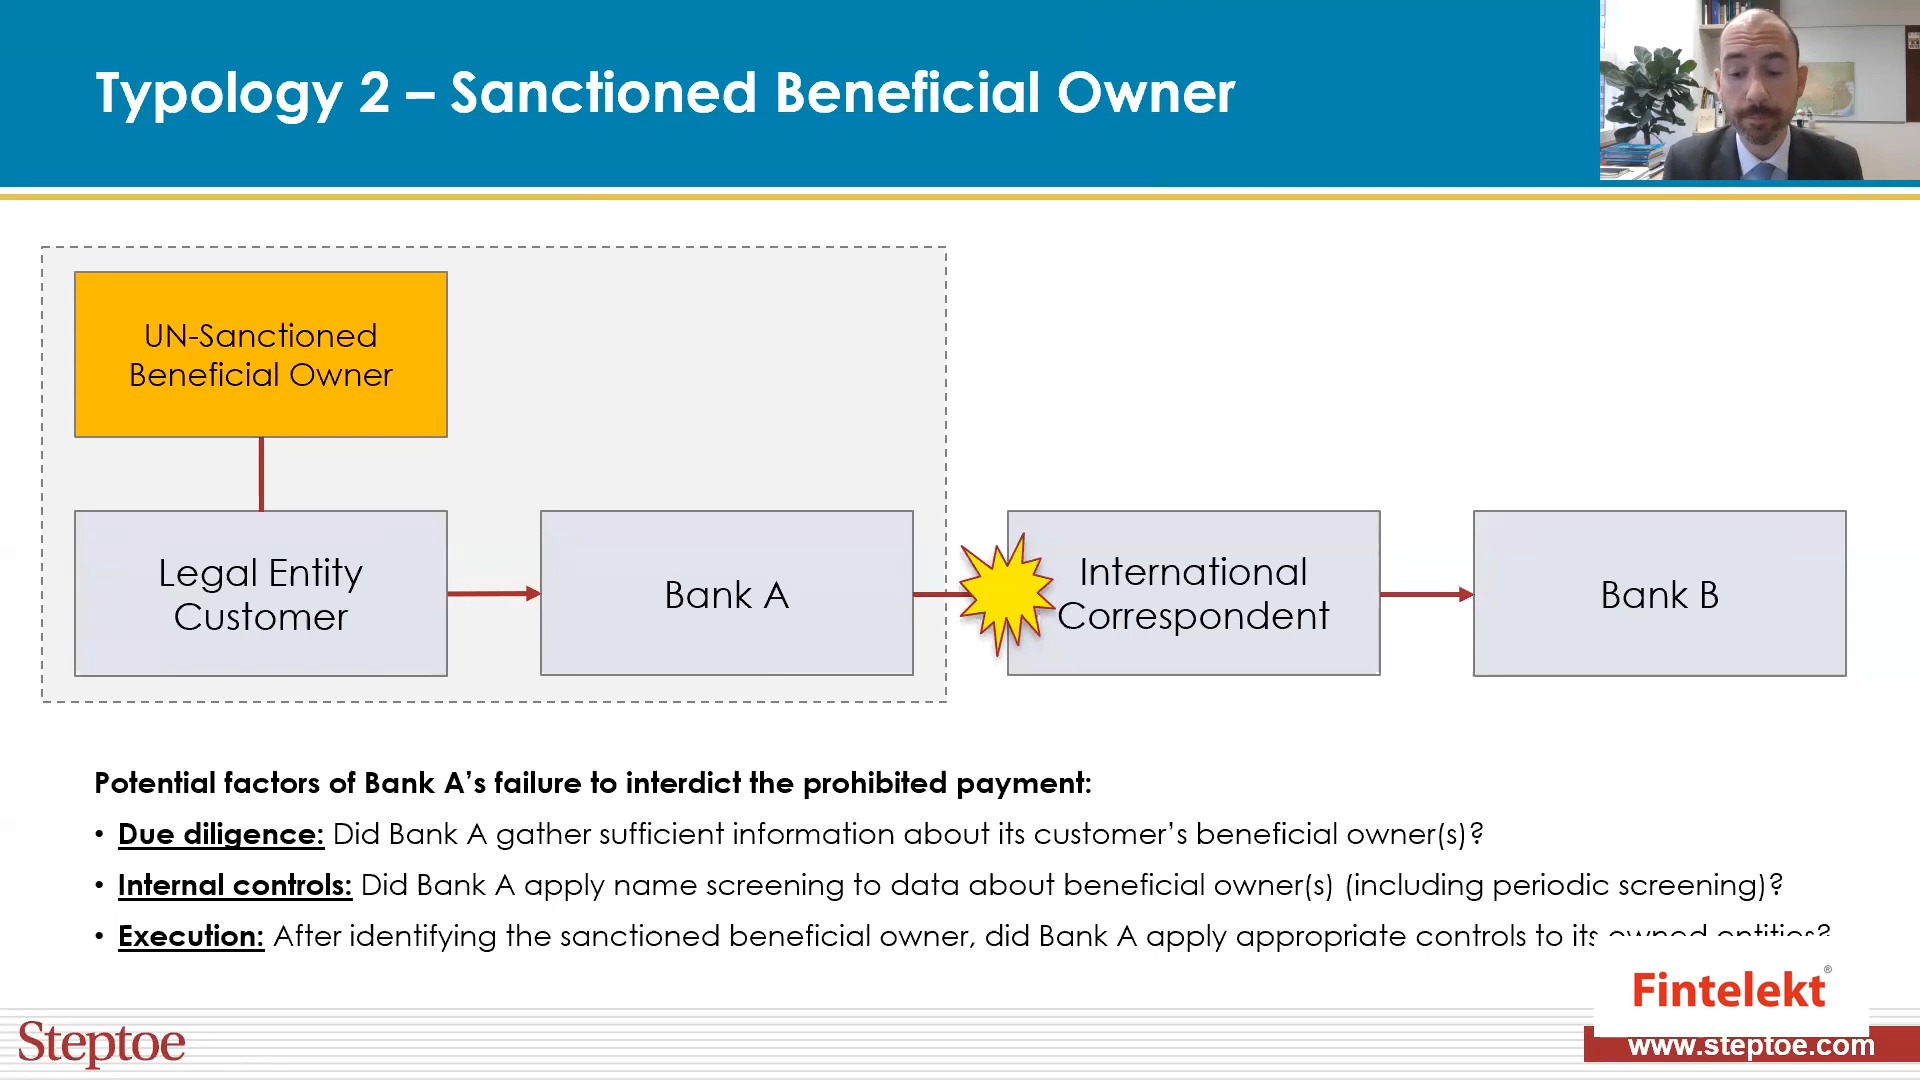 Typology 2 – Sanctioned Beneficial Owner
UN-Sanctioned
Beneficial Owner
Legal Entity
Customer
Bank A
International
Correspondent
Bank B
Potential factors of Bank A’s failure to interdict the prohibited payment:
• Due diligence: Did Bank A gather sufficient information about its customer’s beneficial owner(s)?
• Internal controls: Did Bank A apply name screening to data about beneficial owner(s) (including periodic screening)?
• Execution: After identifying the sanctioned beneficial owner, did Bank A apply appropriate controls to its owned entities?
Fintelekt®
Steptoe
www.steptoe.com